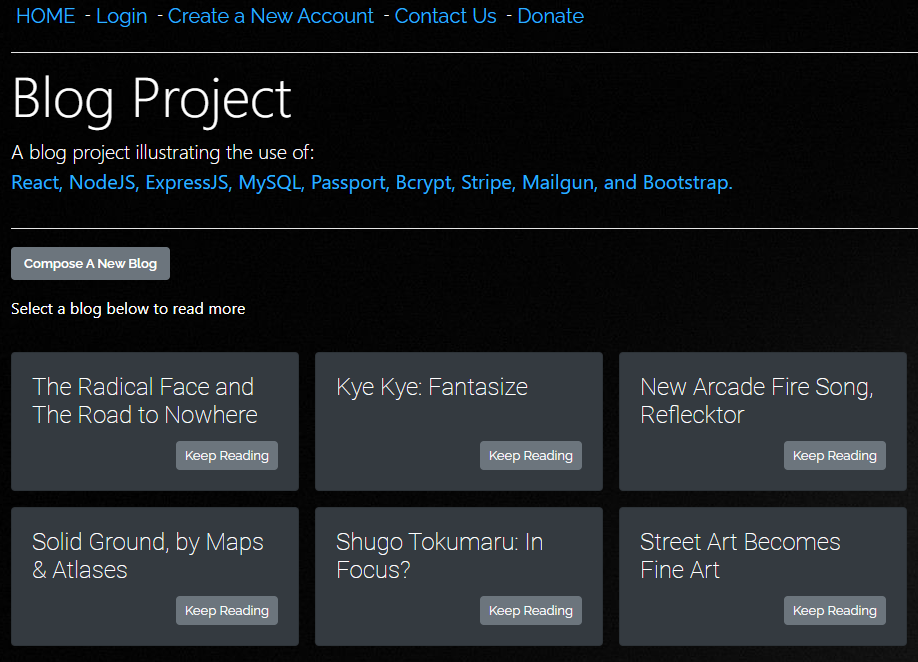 HOME - Login - Create a New Account - Contact Us - Donate
Blog Project
A blog project illustrating the use of:
React, NodeJS, ExpressJS, MySQL, Passport, Bcrypt, Stripe, Mailgun, and Bootstrap.
Compose A New Blog
Select a blog below to read more
The Radical Face and
The Road to Nowhere
Keep Reading
Kye Kye: Fantasize
Keep Reading
New Arcade Fire Song,
Reflecktor
Keep Reading
Solid Ground, by Maps
& Atlases
Keep Reading
Shugo Tokumaru: In
Focus?
Keep Reading
Street Art Becomes
Fine Art
Keep Reading